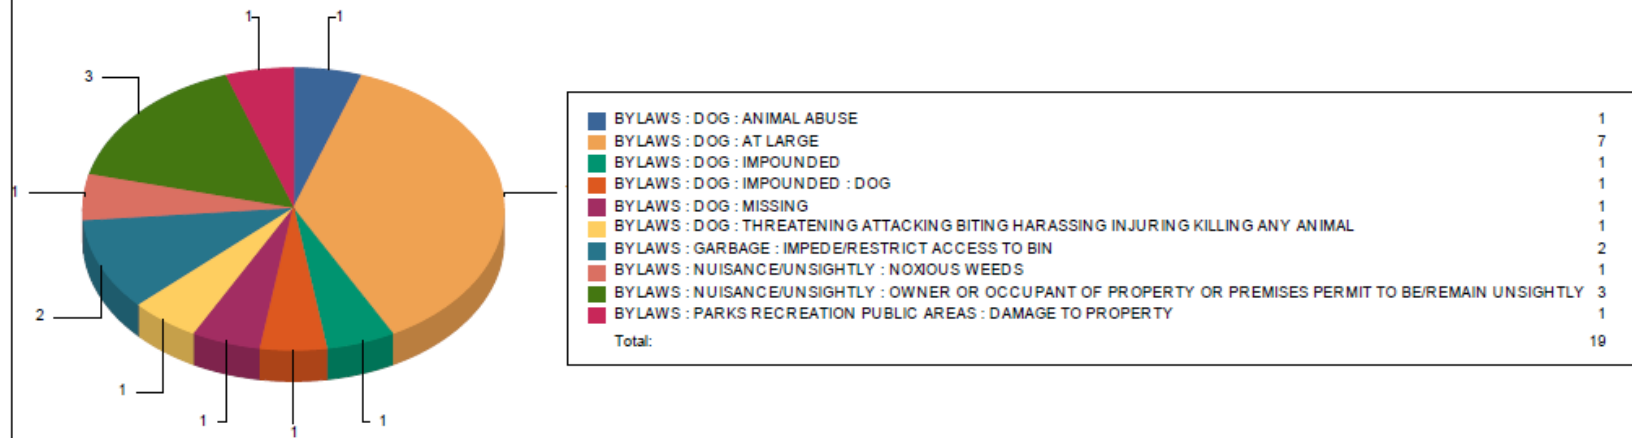 1
1
3
1
2
1
1
1
1
BYLAWS : DOG : ANIMAL ABUSE 1
BYLAWS : DOG : AT LARGE 7
BYLAWS : DOG : IMPOUNDED 1
BYLAWS : DOG : IMPOUNDED : DOG 1
BYLAWS : DOG : MISSING 1
BYLAWS : DOG : THREATENING ATTACKING BITING HARASSING INJURING KILLING ANY ANIMAL 1
BYLAWS : GARBAGE : IMPEDE/RESTRICT ACCESS TO BIN 2
BYLAWS : NUISANCE/UNSIGHTLY : NOXIOUS WEEDS 1
BYLAWS : NUISANCE/UNSIGHTLY : OWNER OR OCCUPANT OF PROPERTY OR PREMISES PERMIT TO BE/REMAIN UNSIGHTLY 3
BYLAWS : PARKS RECREATION PUBLIC AREAS : DAMAGE TO PROPERTY 1
Total: 19